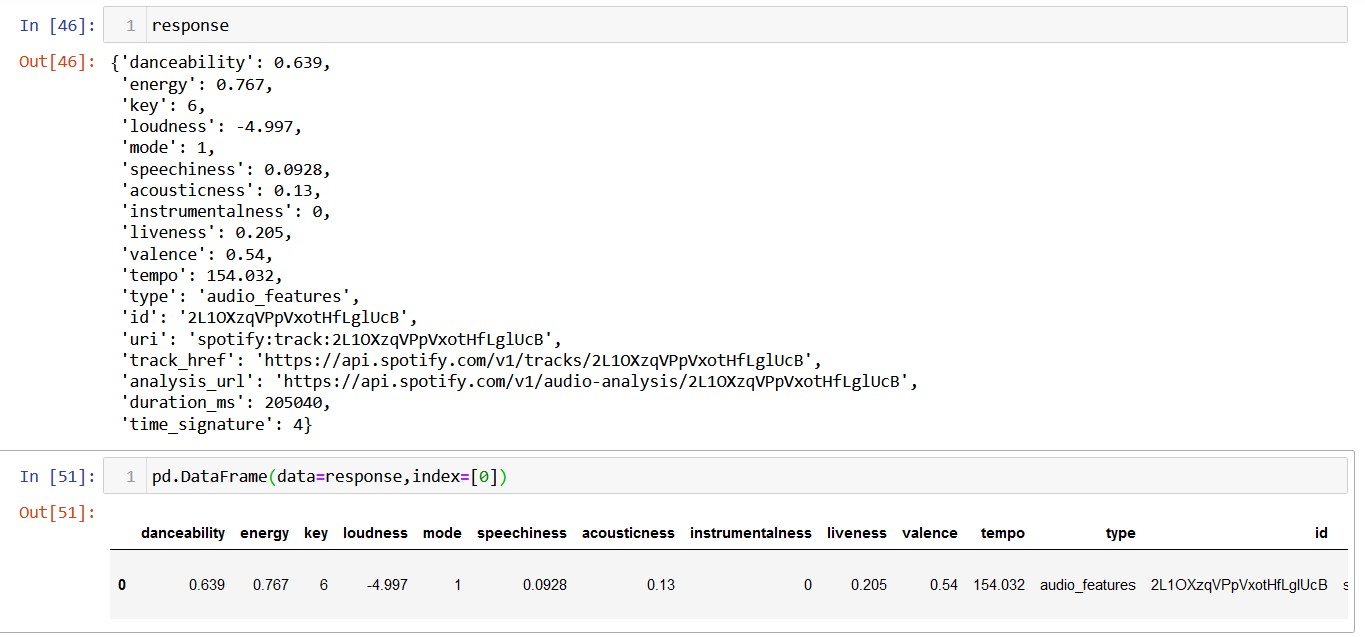 In [46]: 1 response
Out[46]: {'danceability': 0.639,
'energy': 0.767,
'key': 6,
'loudness': -4.997,
'mode': 1,
'speechiness': 0.0928,
'acousticness': 0.13,
'instrumentalness': 0,
'liveness': 0.205,
'valence': 0.54,
'tempo': 154.032,
'type': 'audio_features',
'id': '2L1OXzqVPpVxotHfLglUcB',
'uri': 'spotify:track:2L1OXzqVPpVxotHfLglUcB',
'track_href': 'https://api.spotify.com/v1/tracks/2L1OXzqVPpVxotHfLglUcB',
'analysis_url': 'https://api.spotify.com/v1/audio-analysis/2L1OXzqVPpVxotHfLglUcB',
'duration_ms': 205040,
'time_signature': 4}
In [51]: 1 pd.DataFrame(data=response,index=[0])
Out[51]:
danceability energy key loudness mode speechiness acousticness instrumentalness liveness valence tempo type id
0 0.639 0.767 6 -4.997 1 0.0928 0.13 0 0.205 0.54 154.032 audio_features 2L1OXzqVPpVxotHfLglUcB